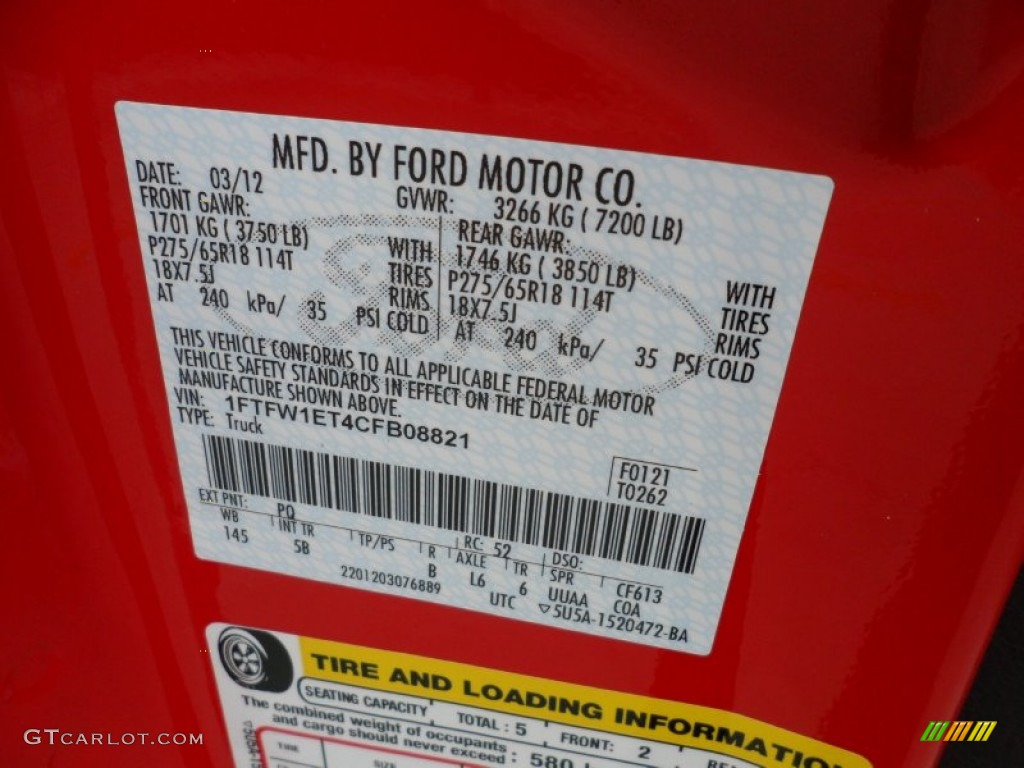 MFD. BY FORD MOTOR CO.
DATE: 03/12 GVWR: 3266 KG ( 7200 LB)
FRONT GAWR: REAR GAWR:
1701 KG ( 3750 LB) WITH 1746 KG ( 3850 LB) WITH
P275/65R18 114T TIRES P275/65R18 114T TIRES
18X7.5J RIMS 18X7.5J RIMS
AT 240 kPa/ 35 PSI COLD AT 240 kPa/ 35 PSI COLD
THIS VEHICLE CONFORMS TO ALL APPLICABLE FEDERAL MOTOR
VEHICLE SAFETY STANDARDS IN EFFECT ON THE DATE OF
MANUFACTURE SHOWN ABOVE.
VIN: 1FTFW1ET4CFB08821
TYPE: Truck
F0121
T0262
EXT PNT: PQ RC: 52 DSO:
WB INT TR TP/PS R AXLE TR SPR CF613
145 5B B L6 6 UUAA COA
2201203076889 UTC ▽5U5A-1520472-BA
TIRE AND LOADING INFORMATION
SEATING CAPACITY TOTAL : 5 FRONT: 2
The combined weight of occupants
and cargo should never exceed : 580
TIRE SIZE
GTCARLOT.COM